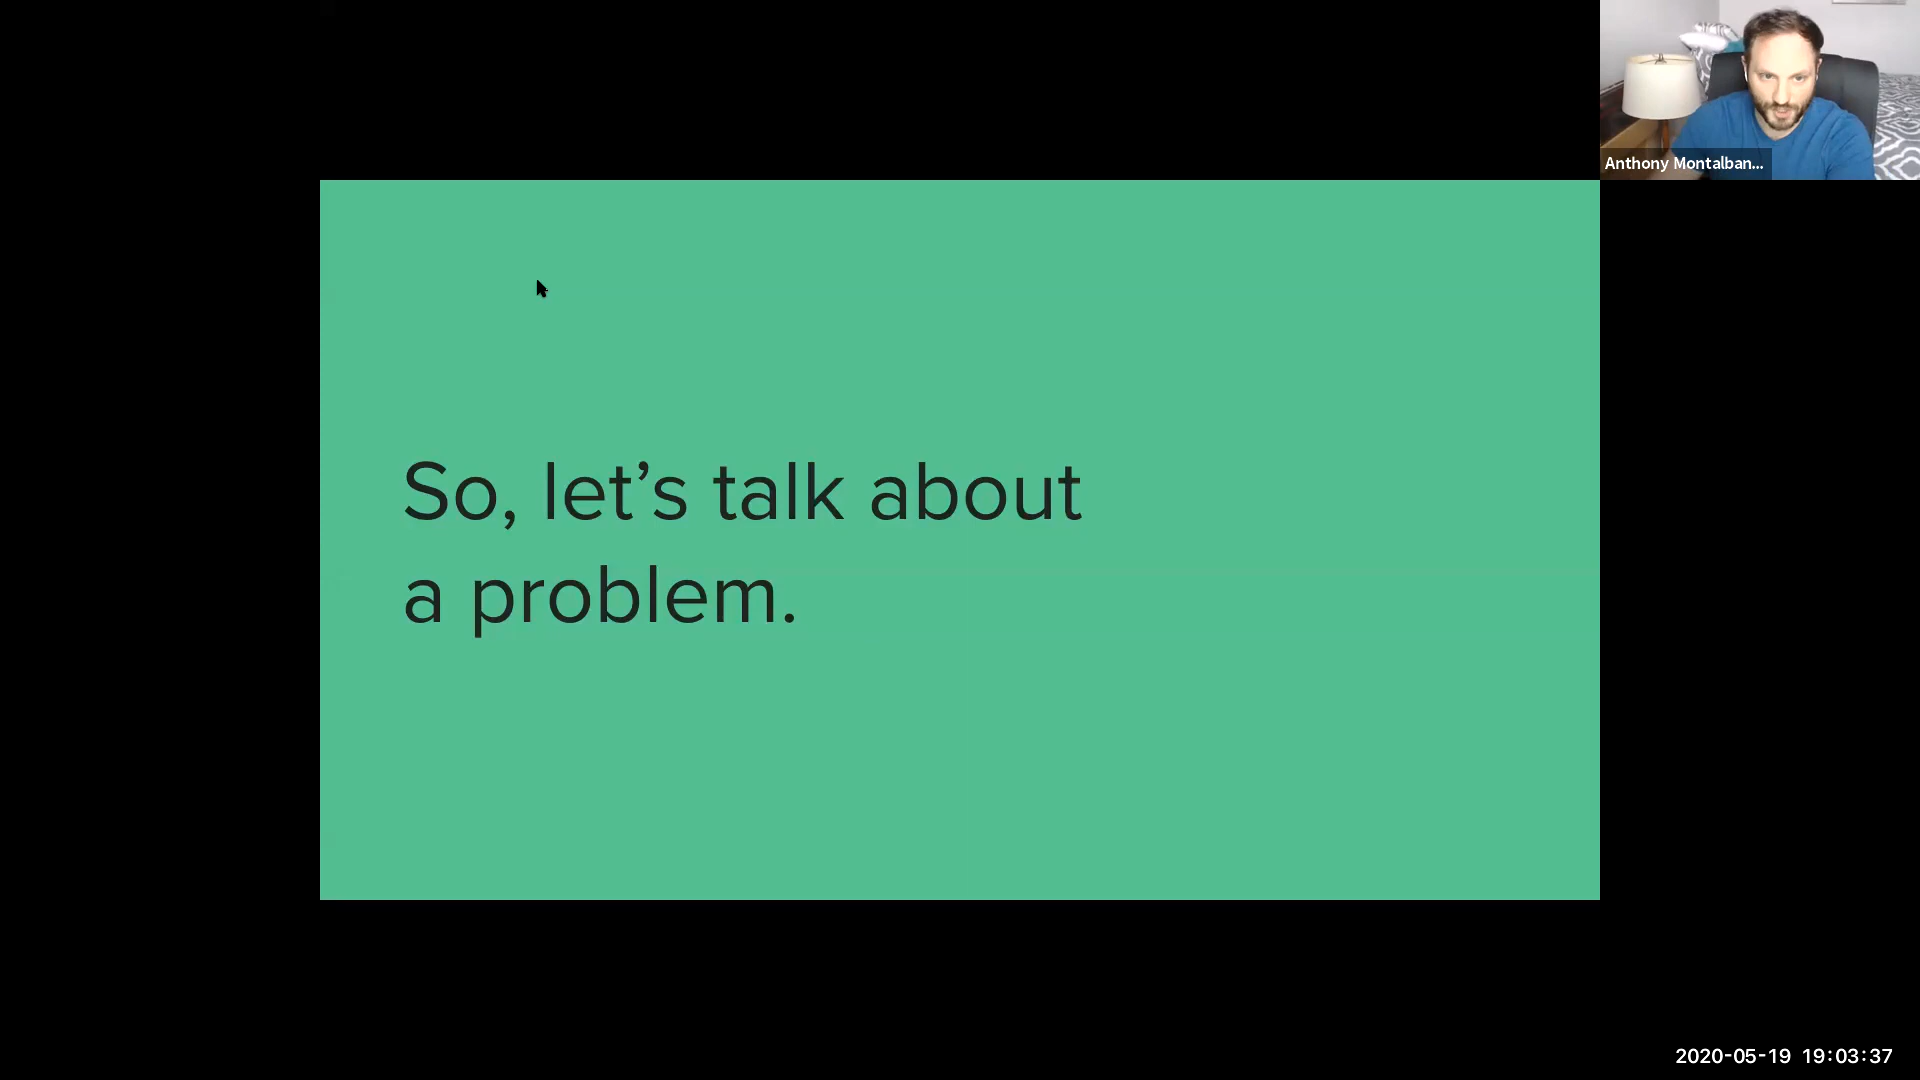 Anthony Montalban...
So, let’s talk about
a problem.
2020-05-19 19:03:37